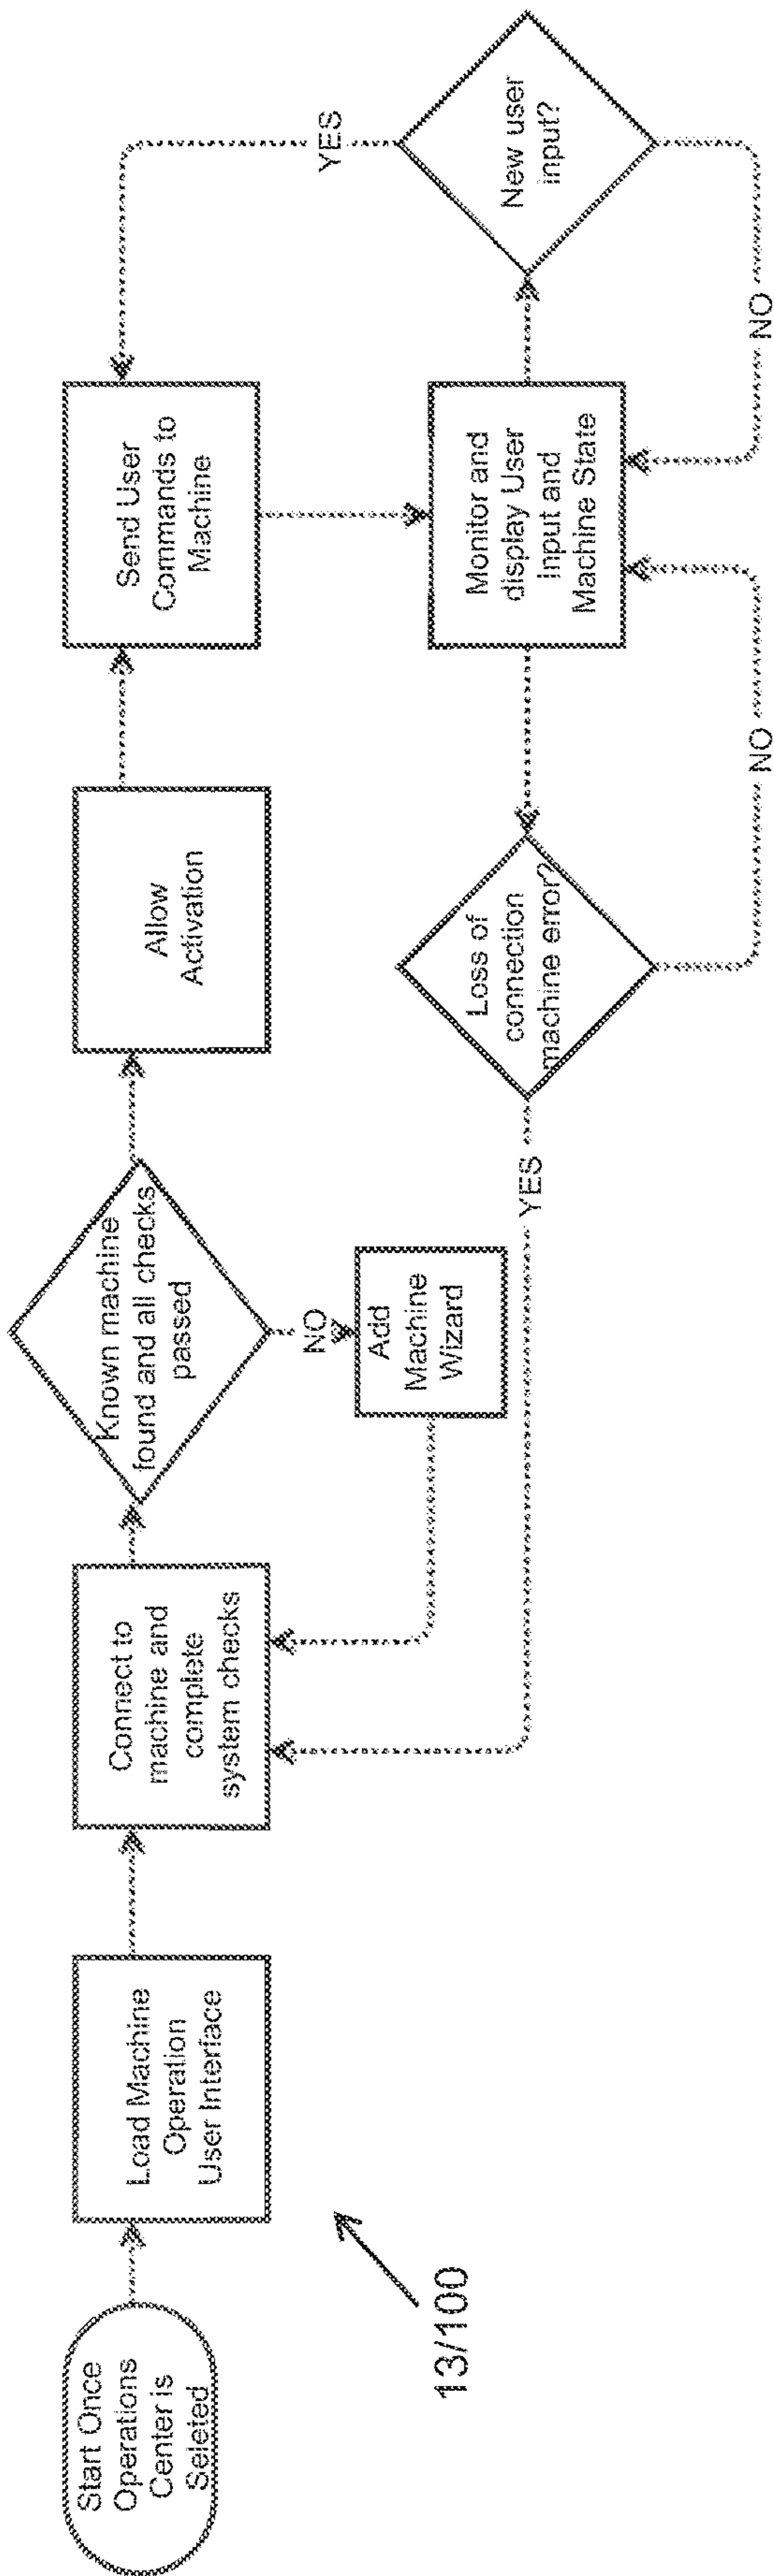 Start Once
Operations
Center is
Seleted
Load Machine
Operation
User Interface
Connect to
machine and
complete
system checks
Known machine
found and all checks
passed
NO
Add
Machine
Wizard
Allow
Activation
Send User
Commands to
Machine
YES
Monitor and
display User
Input and
Machine State
New user
input?
NO
Loss of
connection
machine error?
YES
NO
13/100